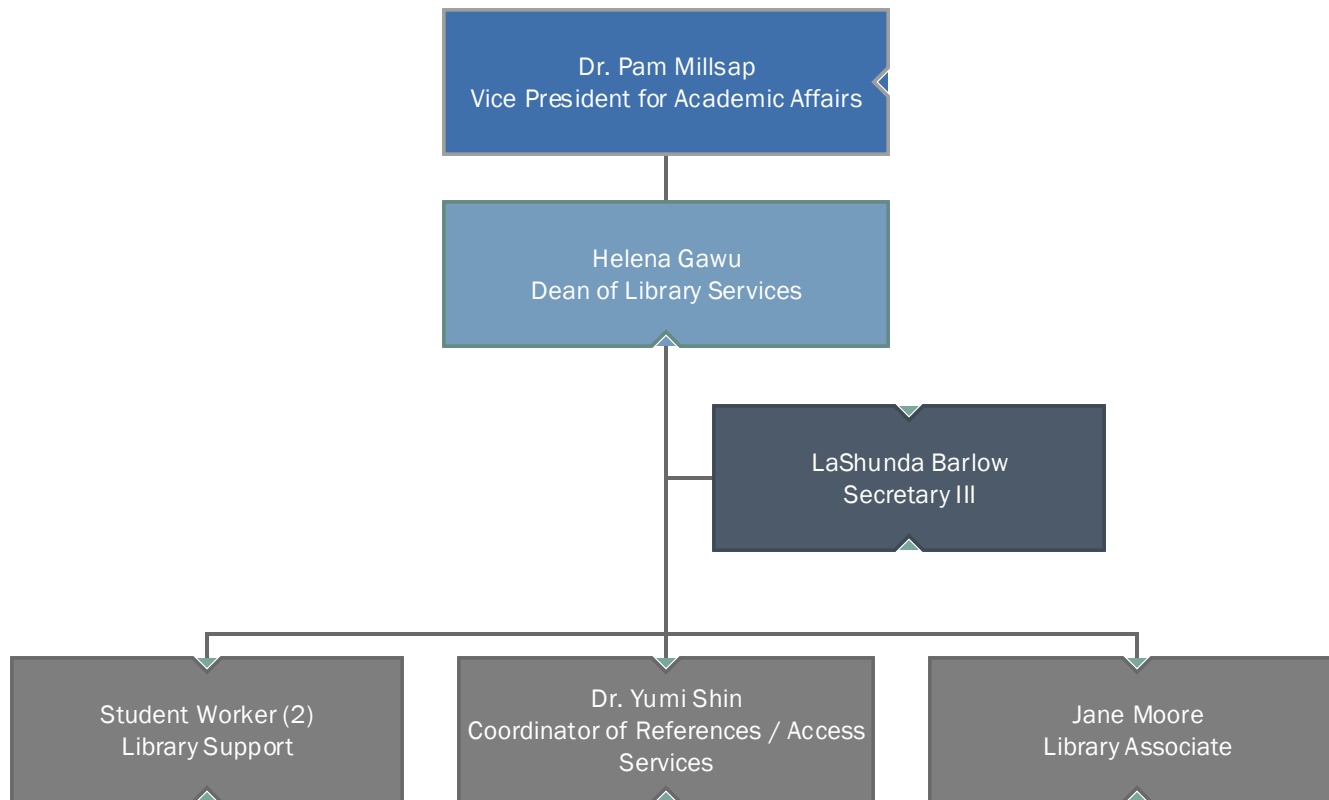 Dr. Pam Millsap
Vice President for Academic Affairs
Helena Gawu
Dean of Library Services
LaShunda Barlow
Secretary III
Student Worker (2)
Library Support
Dr. Yumi Shin
Coordinator of References / Access
Services
Jane Moore
Library Associate